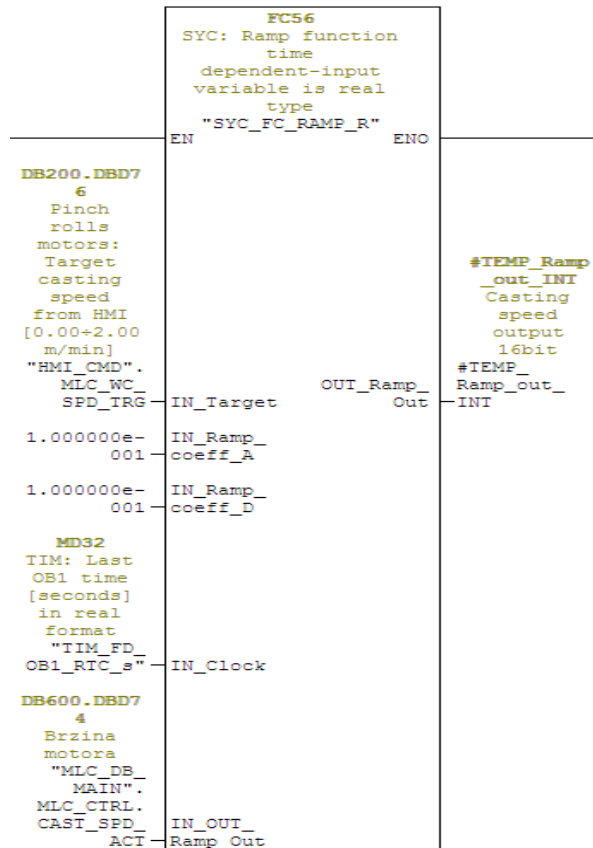 FC56
SYC: Ramp function
time
dependent-input
variable is real
type
"SYC_FC_RAMP_R"
EN ENO
DB200.DBD7
6
Pinch
rolls
motors:
Target
casting
speed
from HMI
[0.00÷2.00
m/min]
"HMI_CMD".
MLC_WC_
SPD_TRG IN_Target
#TEMP_Ramp
_out_INT
Casting
speed
output
16bit
#TEMP_
OUT_Ramp_ Ramp_out_
Out INT
1.000000e- IN_Ramp_
001 coeff_A
1.000000e- IN_Ramp_
001 coeff_D
MD32
TIM: Last
OB1 time
[seconds]
in real
format
"TIM_FD_
OB1_RTC_s" IN_Clock
DB600.DBD7
4
Brzina
motora
"MLC_DB_
MAIN".
MLC_CTRL.
CAST_SPD_ IN_OUT_
ACT Ramp_Out